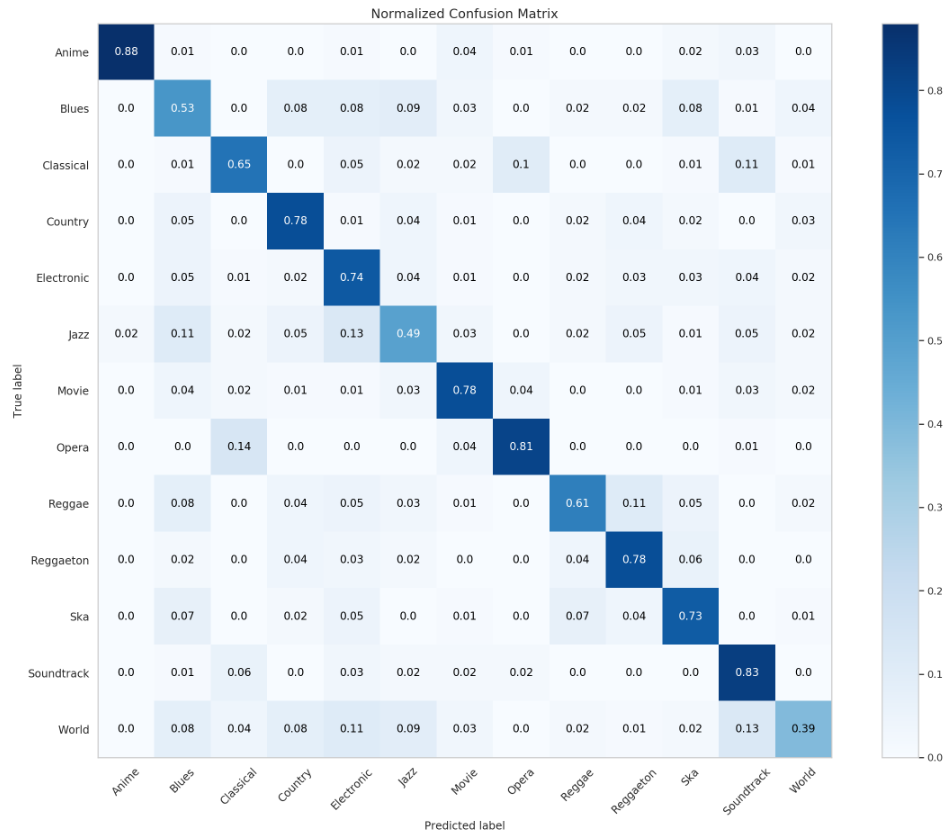 Normalized Confusion Matrix
Anime 0.88 0.01 0.0 0.0 0.01 0.0 0.04 0.01 0.0 0.0 0.02 0.03 0.0
Blues 0.0 0.53 0.0 0.08 0.08 0.09 0.03 0.0 0.02 0.02 0.08 0.01 0.04
Classical 0.0 0.01 0.65 0.0 0.05 0.02 0.02 0.1 0.0 0.0 0.01 0.11 0.01
Country 0.0 0.05 0.0 0.78 0.01 0.04 0.01 0.0 0.02 0.04 0.02 0.0 0.03
Electronic 0.0 0.05 0.01 0.02 0.74 0.04 0.01 0.0 0.02 0.03 0.03 0.04 0.02
Jazz 0.02 0.11 0.02 0.05 0.13 0.49 0.03 0.0 0.02 0.05 0.01 0.05 0.02
Movie 0.0 0.04 0.02 0.01 0.01 0.03 0.78 0.04 0.0 0.0 0.01 0.03 0.02
Opera 0.0 0.0 0.14 0.0 0.0 0.0 0.04 0.81 0.0 0.0 0.0 0.01 0.0
Reggae 0.0 0.08 0.0 0.04 0.05 0.03 0.01 0.0 0.61 0.11 0.05 0.0 0.02
Reggaeton 0.0 0.02 0.0 0.04 0.03 0.02 0.0 0.0 0.04 0.78 0.06 0.0 0.0
Ska 0.0 0.07 0.0 0.02 0.05 0.0 0.01 0.0 0.07 0.04 0.73 0.0 0.01
Soundtrack 0.0 0.01 0.06 0.0 0.03 0.02 0.02 0.02 0.0 0.0 0.0 0.83 0.0
World 0.0 0.08 0.04 0.08 0.11 0.09 0.03 0.0 0.02 0.01 0.02 0.13 0.39
Anime Blues Classical Country Electronic Jazz Movie Opera Reggae Reggaeton Ska Soundtrack World
Predicted label
True label
0.8
0.7
0.6
0.5
0.4
0.3
0.2
0.1
0.0